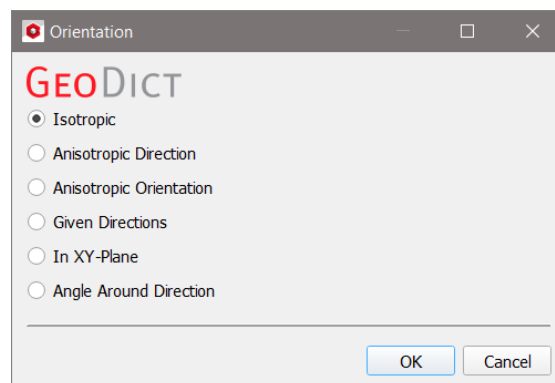 Orientation
GEODICT
Isotropic
Anisotropic Direction
Anisotropic Orientation
Given Directions
In XY-Plane
Angle Around Direction
OK Cancel